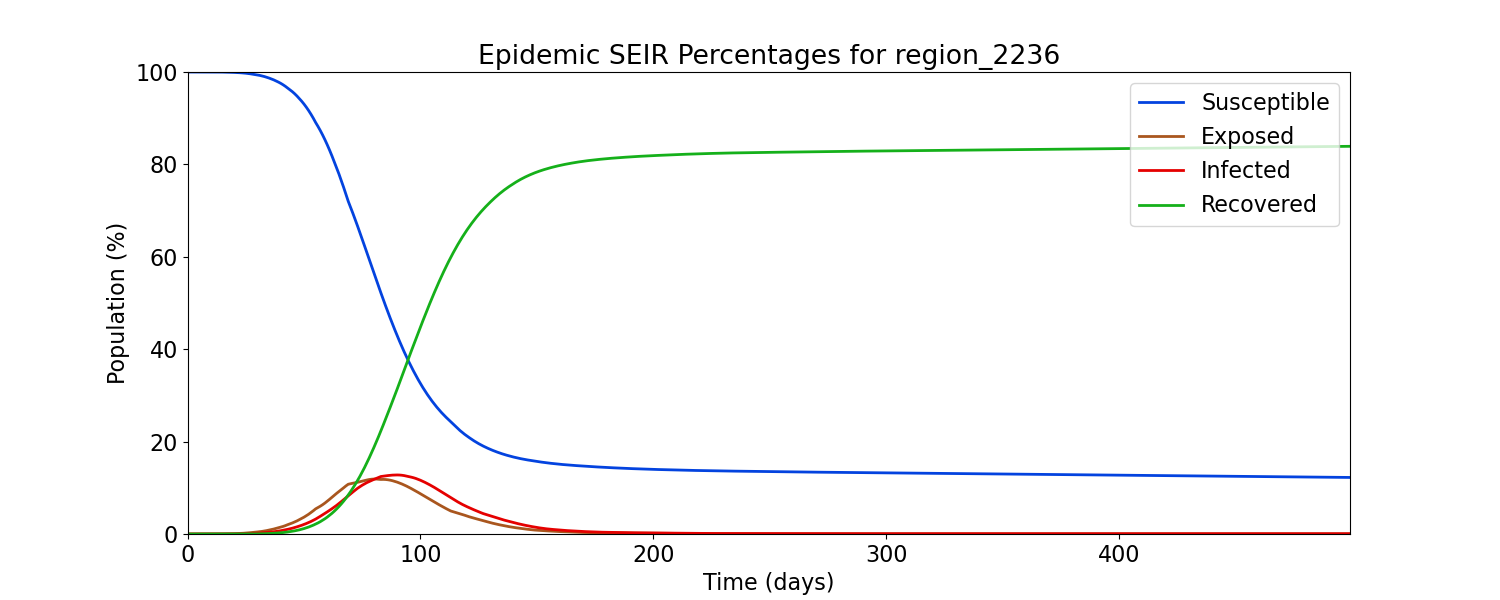 Epidemic SEIR Percentages for region_2236
Population (%)
100
80
60
40
20
0
0 100 200 300 400
Time (days)
Susceptible
Exposed
Infected
Recovered